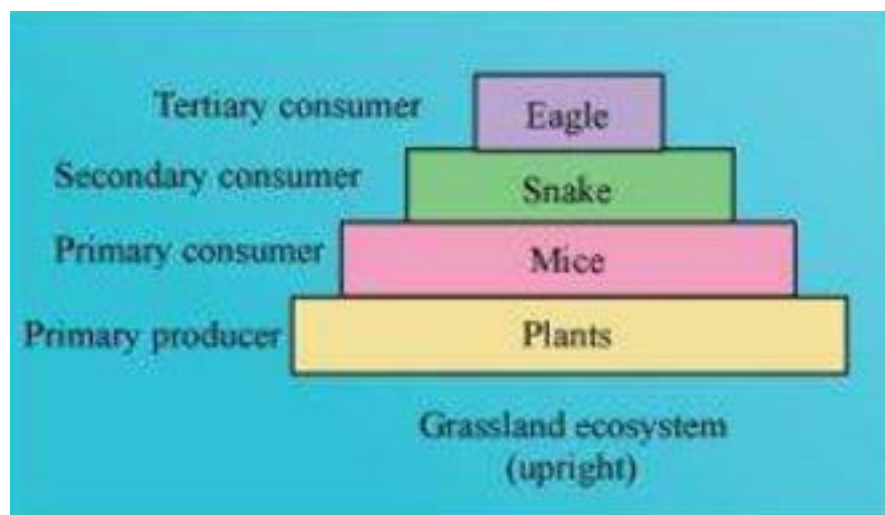 Tertiary consumer Eagle
Secondary consumer Snake
Primary consumer Mice
Primary producer Plants
Grassland ecosystem
(upright)